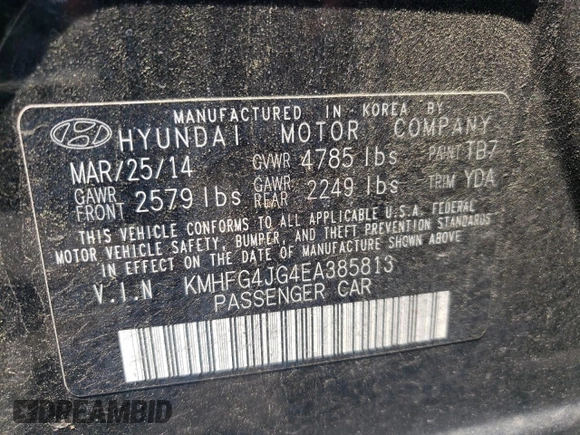 MANUFACTURED IN KOREA BY
HYUNDAI MOTOR COMPANY
MAR/25/14 GVWR 4785 lbs PAINT TB7
GAWR FRONT 2579 lbs GAWR REAR 2249 lbs TRIM YDA
THIS VEHICLE CONFORMS TO ALL APPLICABLE U.S.A. FEDERAL
MOTOR VEHICLE SAFETY, BUMPER, AND THEFT PREVENTION STANDARDS
IN EFFECT ON THE DATE OF MANUFACTURE SHOWN ABOVE
V.I.N KMHFG4JG4EA385813
PASSENGER CAR
DREAMBID